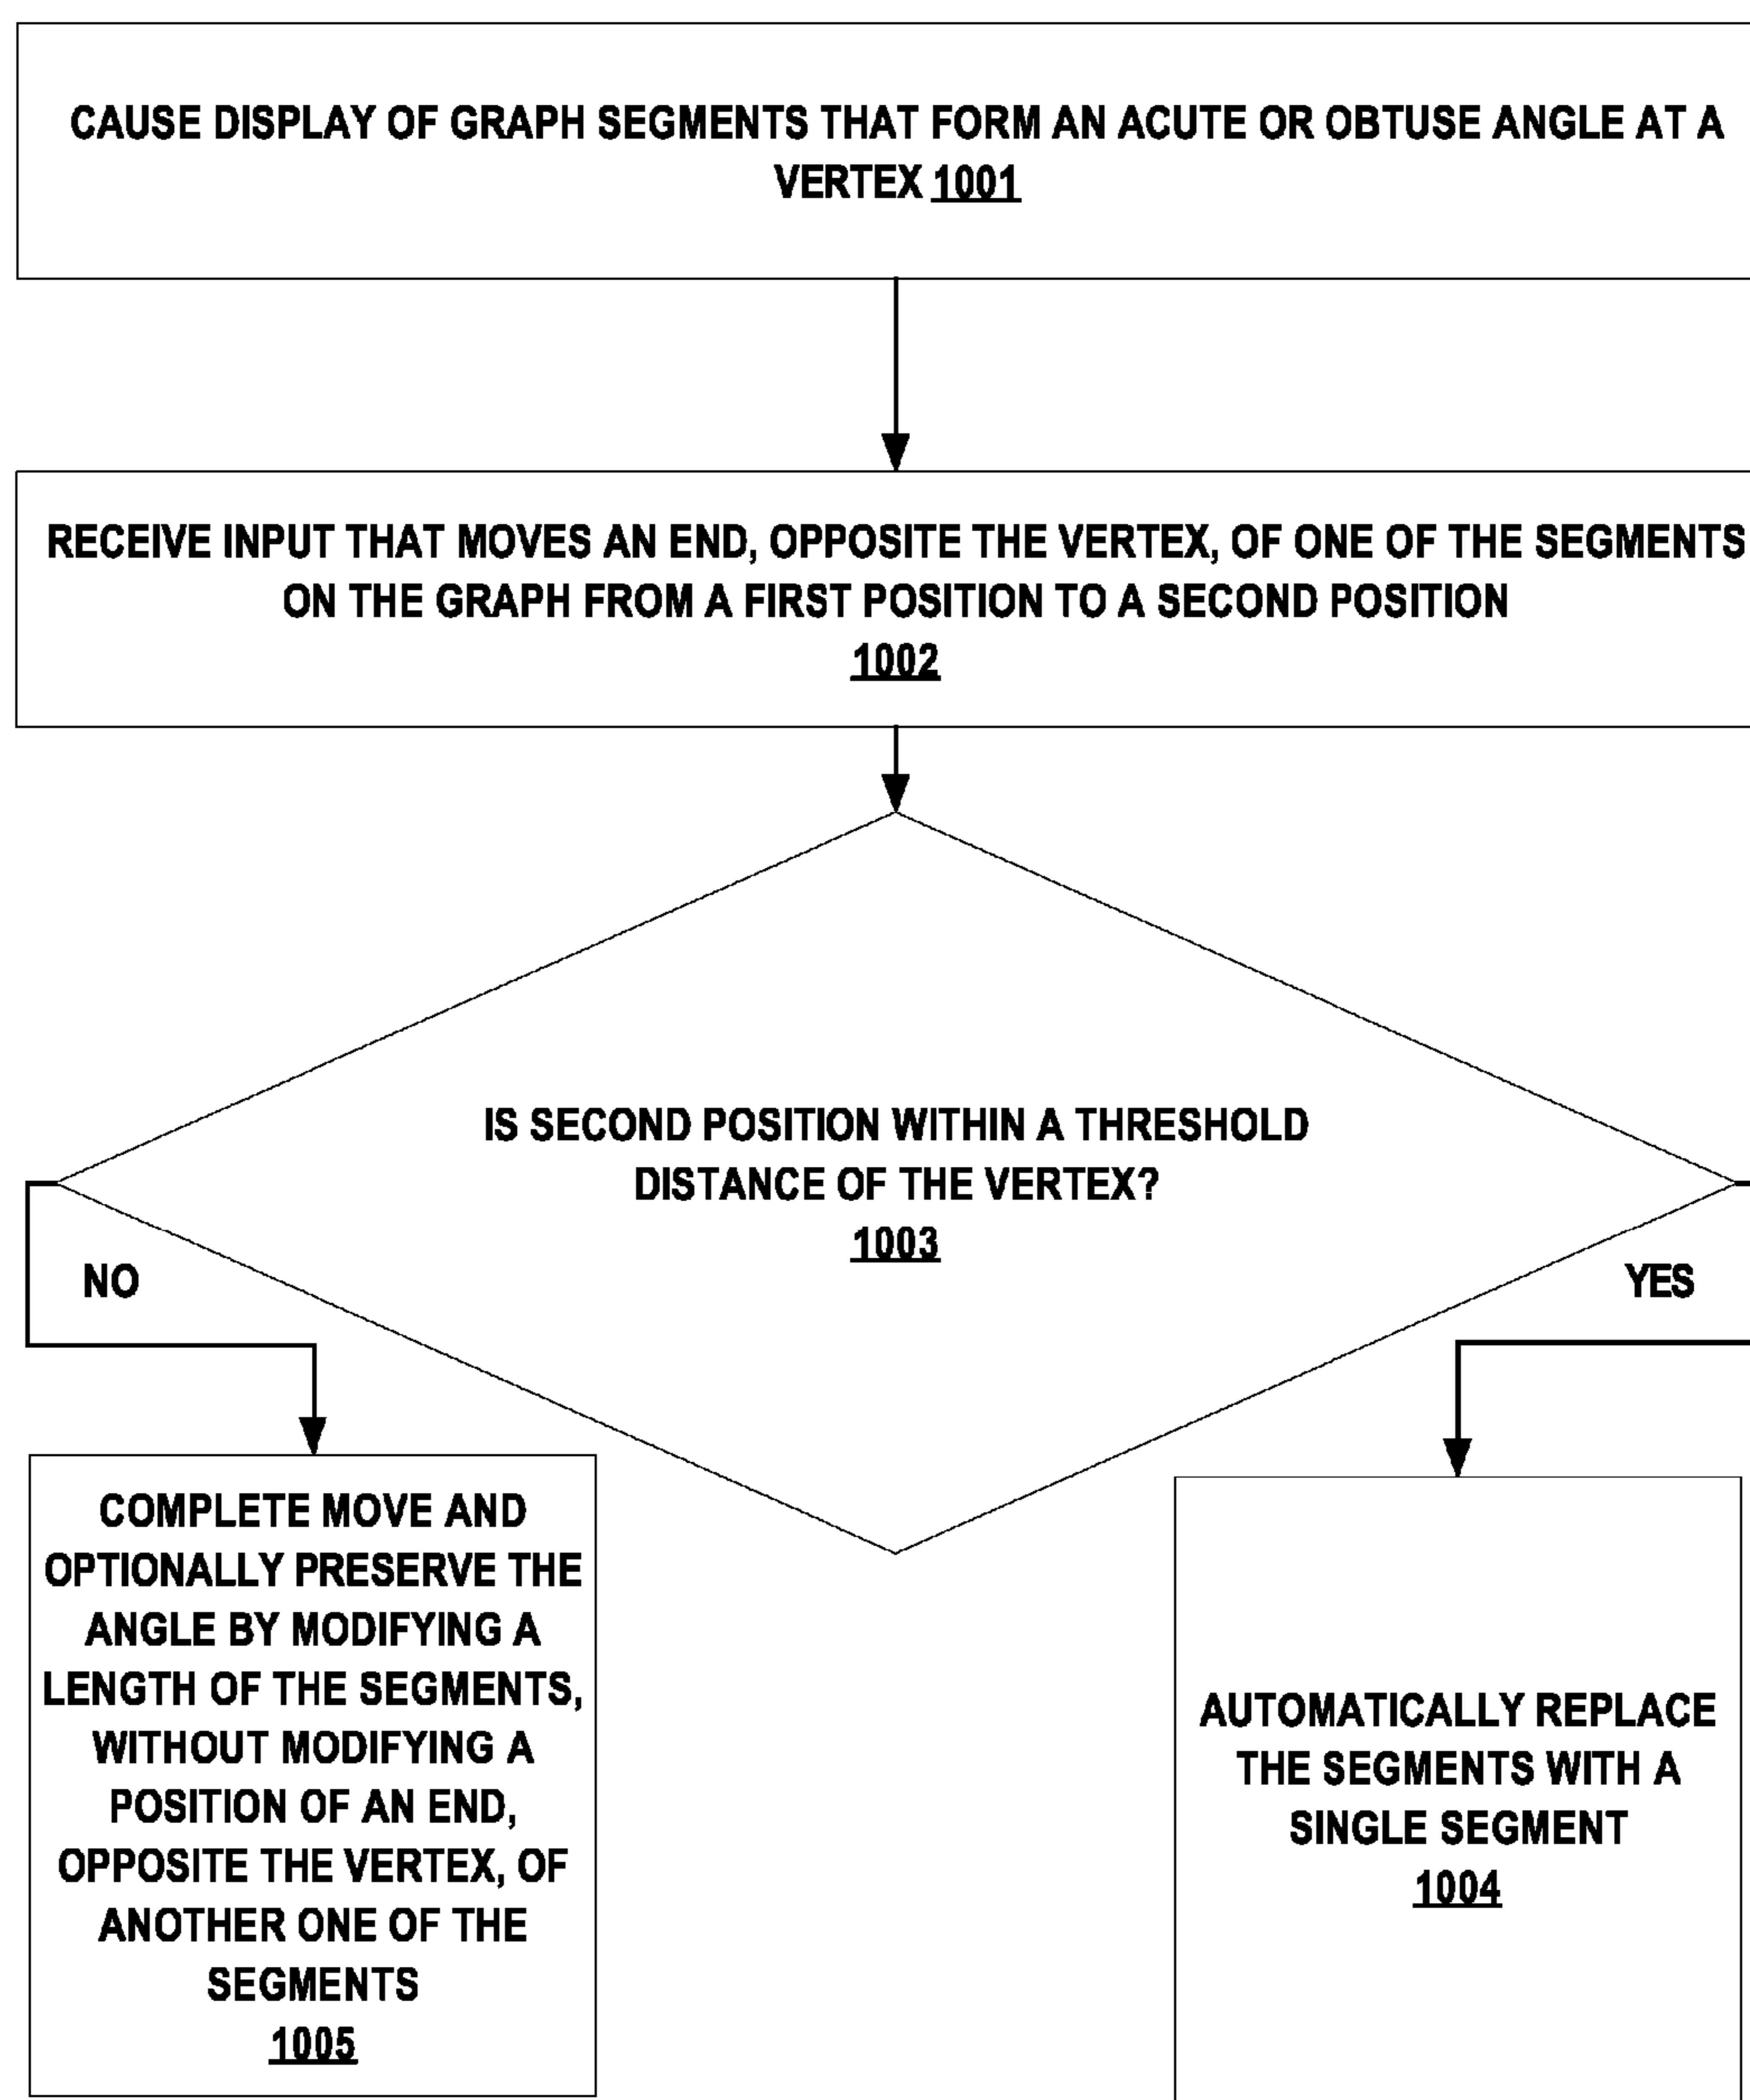 CAUSE DISPLAY OF GRAPH SEGMENTS THAT FORM AN ACUTE OR OBTUSE ANGLE AT A
VERTEX 1001
RECEIVE INPUT THAT MOVES AN END, OPPOSITE THE VERTEX, OF ONE OF THE SEGMENTS
ON THE GRAPH FROM A FIRST POSITION TO A SECOND POSITION
1002
IS SECOND POSITION WITHIN A THRESHOLD
DISTANCE OF THE VERTEX?
1003
NO
YES
COMPLETE MOVE AND
OPTIONALLY PRESERVE THE
ANGLE BY MODIFYING A
LENGTH OF THE SEGMENTS,
WITHOUT MODIFYING A
POSITION OF AN END,
OPPOSITE THE VERTEX, OF
ANOTHER ONE OF THE
SEGMENTS
1005
AUTOMATICALLY REPLACE
THE SEGMENTS WITH A
SINGLE SEGMENT
1004